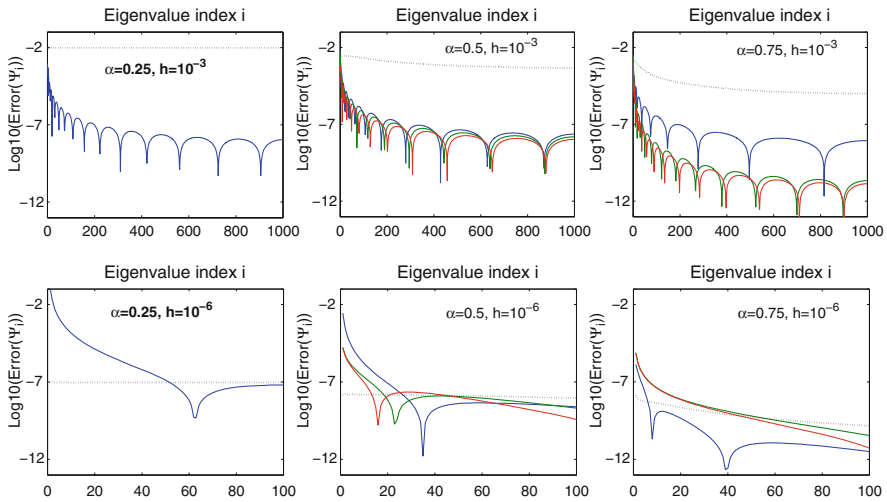 Eigenvalue index i
Eigenvalue index i
Eigenvalue index i
Log10(Error(Ψi))
−2
−7
−12
α=0.25, h=10−3
0 200 400 600 800 1000
Log10(Error(Ψi))
−2
−7
−12
α=0.5, h=10−3
0 200 400 600 800 1000
Log10(Error(Ψi))
−2
−7
−12
α=0.75, h=10−3
0 200 400 600 800 1000
Eigenvalue index i
Eigenvalue index i
Eigenvalue index i
Log10(Error(Ψi))
−2
−7
−12
α=0.25, h=10−6
0 20 40 60 80 100
Log10(Error(Ψi))
−2
−7
−12
α=0.5, h=10−6
0 20 40 60 80 100
Log10(Error(Ψi))
−2
−7
−12
α=0.75, h=10−6
0 20 40 60 80 100